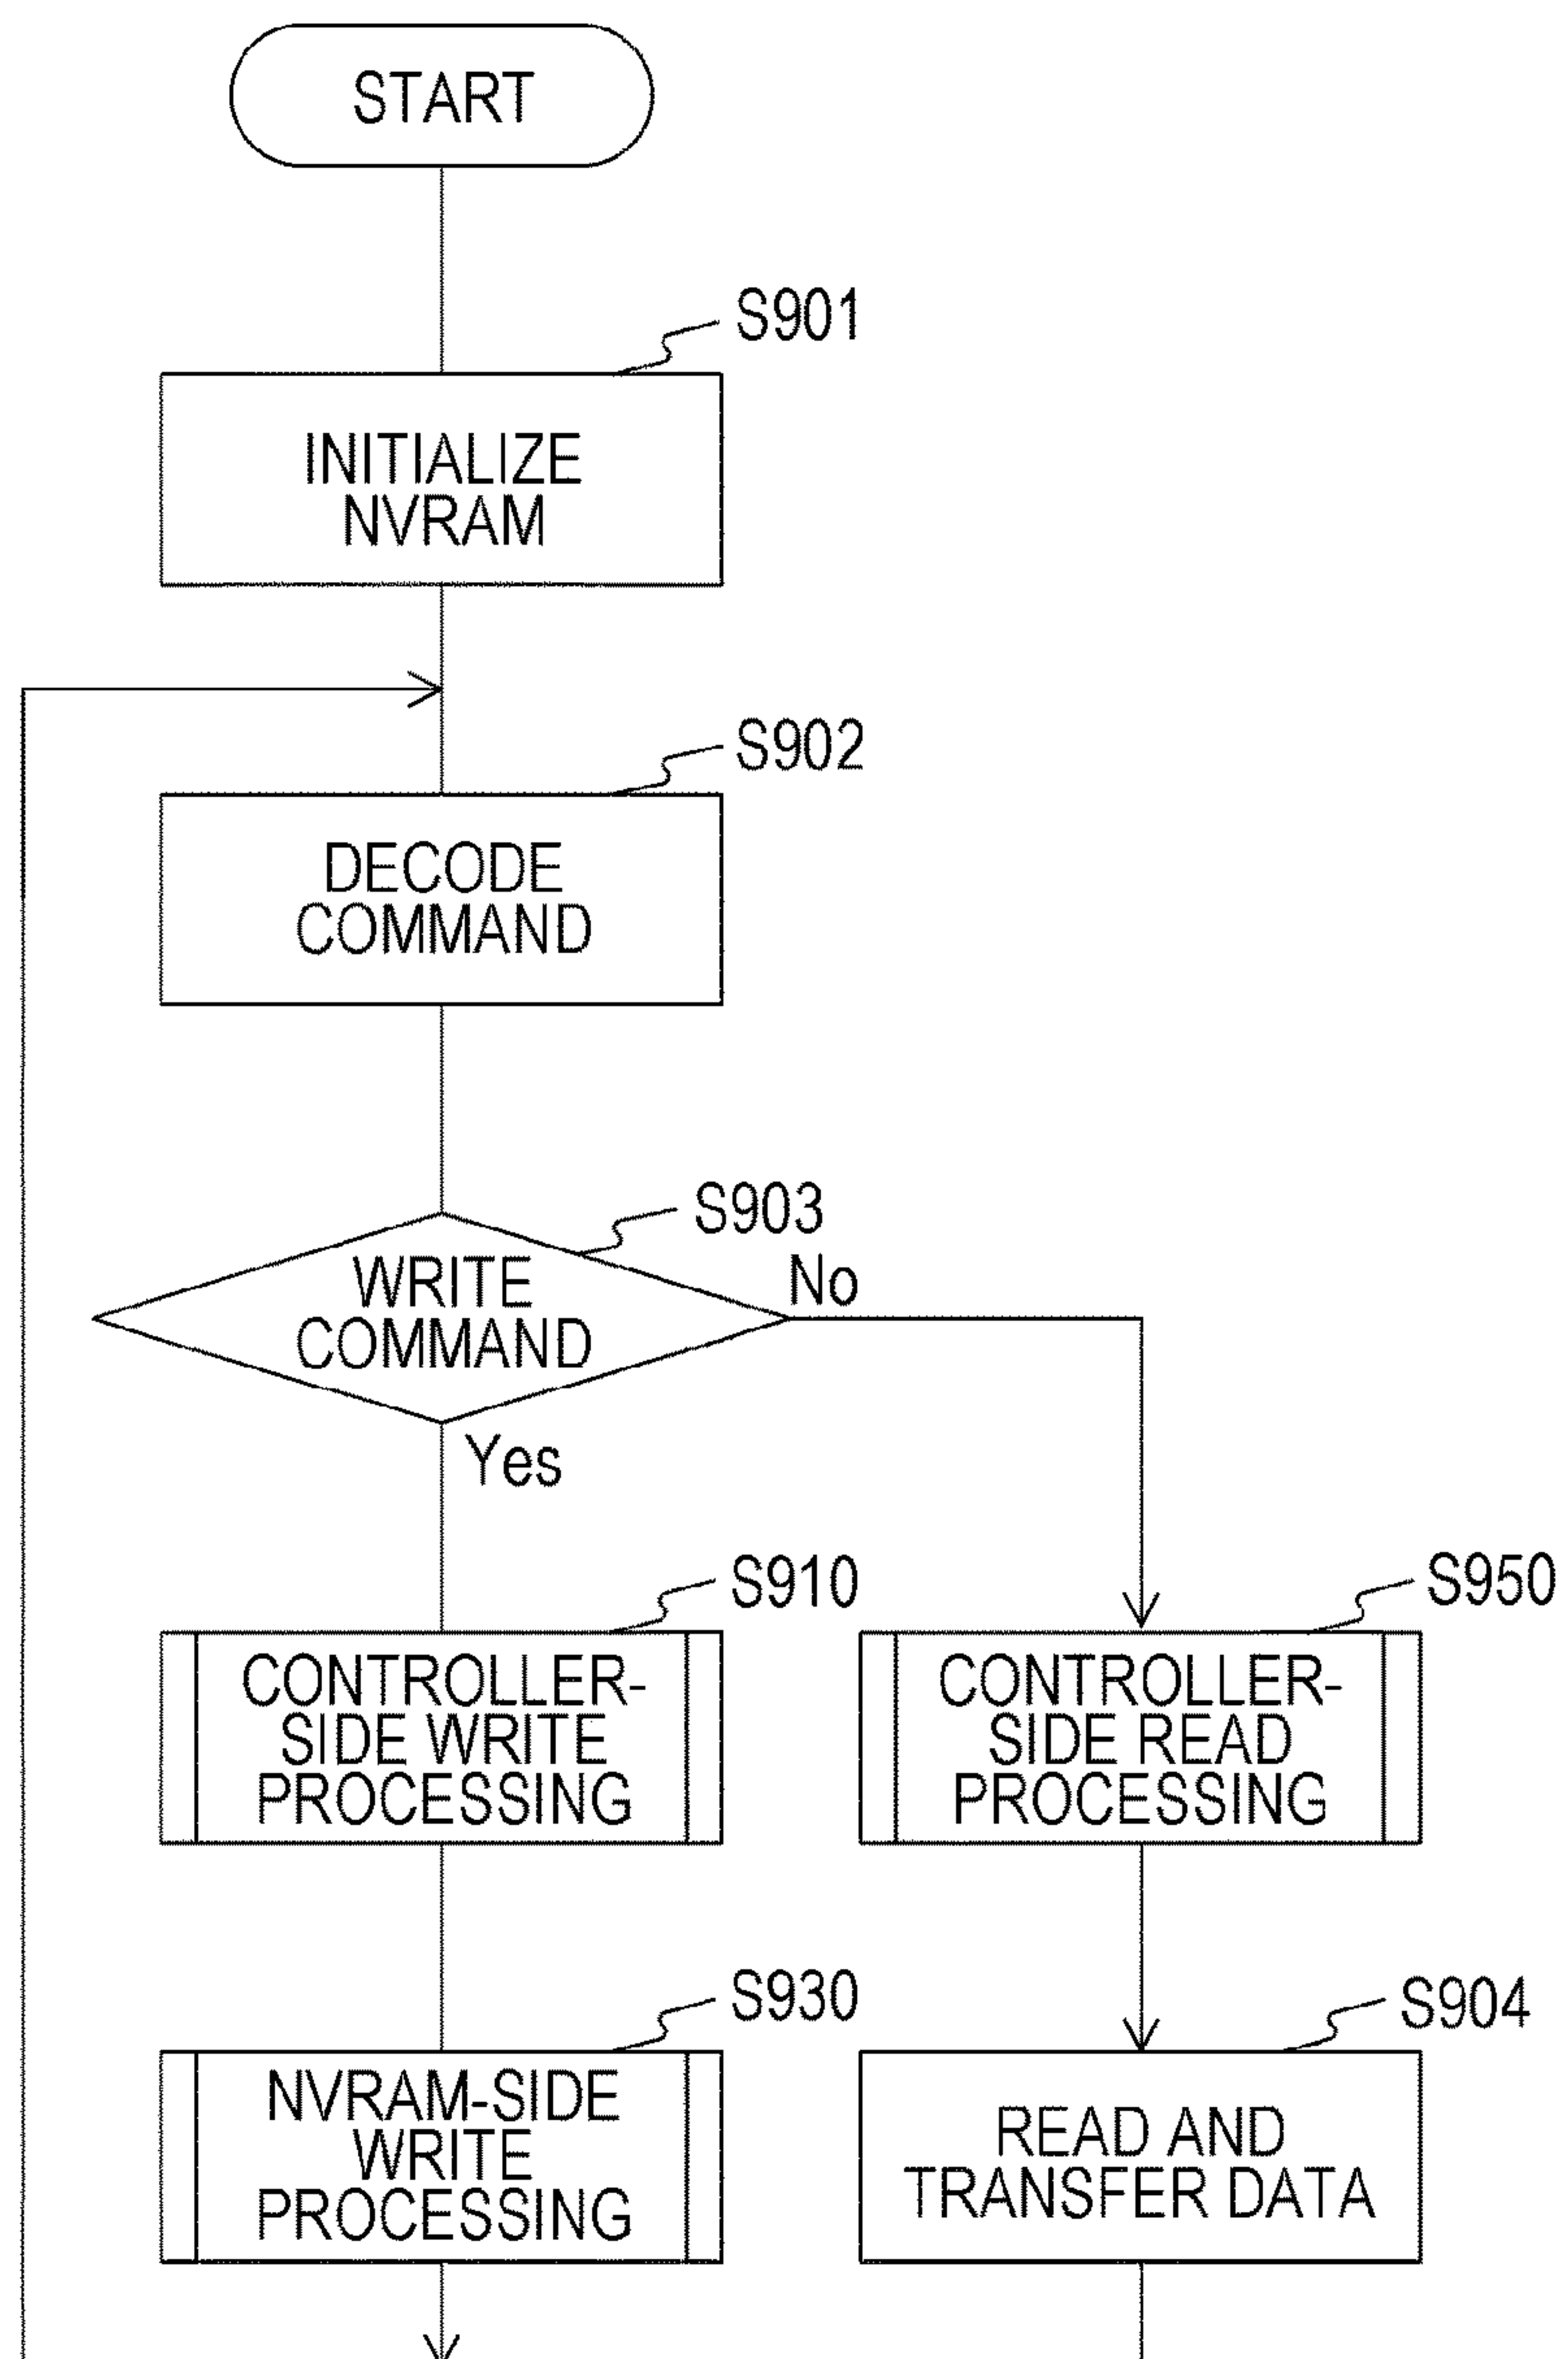 START
S901
INITIALIZE
NVRAM
S902
DECODE
COMMAND
S903
WRITE
COMMAND
No
Yes
S910
CONTROLLER-
SIDE WRITE
PROCESSING
S950
CONTROLLER-
SIDE READ
PROCESSING
S930
NVRAM-SIDE
WRITE
PROCESSING
S904
READ AND
TRANSFER DATA